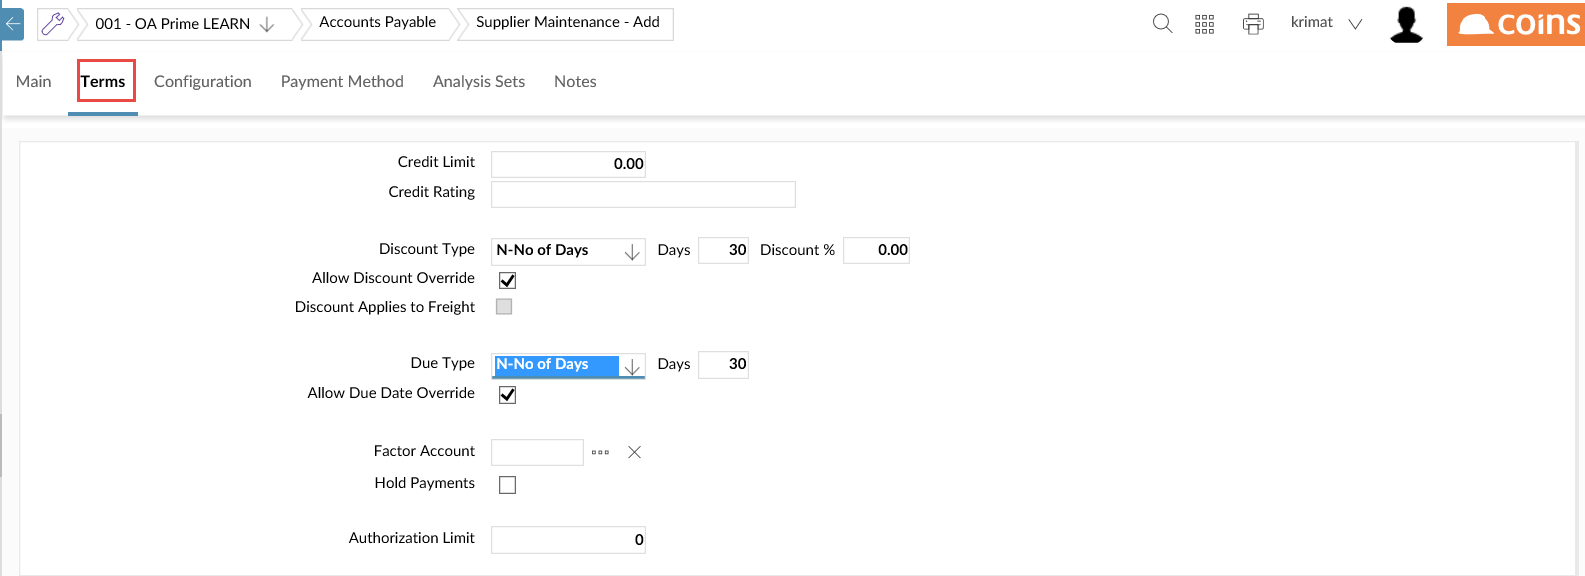 001 - OA Prime LEARN Accounts Payable Supplier Maintenance - Add krimat coins
Main Terms Configuration Payment Method Analysis Sets Notes
Credit Limit 0.00
Credit Rating
Discount Type N-No of Days Days 30 Discount % 0.00
Allow Discount Override
Discount Applies to Freight
Due Type N-No of Days Days 30
Allow Due Date Override
Factor Account
Hold Payments
Authorization Limit 0